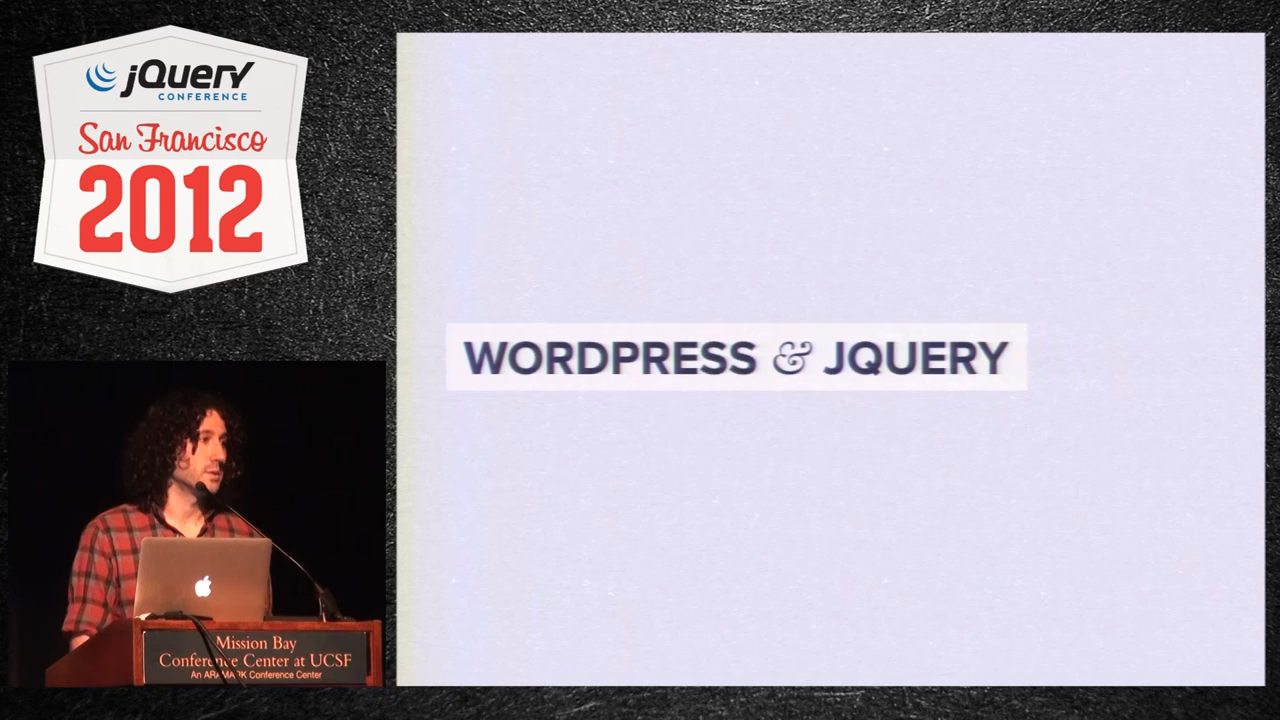 jQuery
CONFERENCE
San Francisco
2012
WORDPRESS & JQUERY
Mission Bay
Conference Center at UCSF
An ARAMARK Conference Center